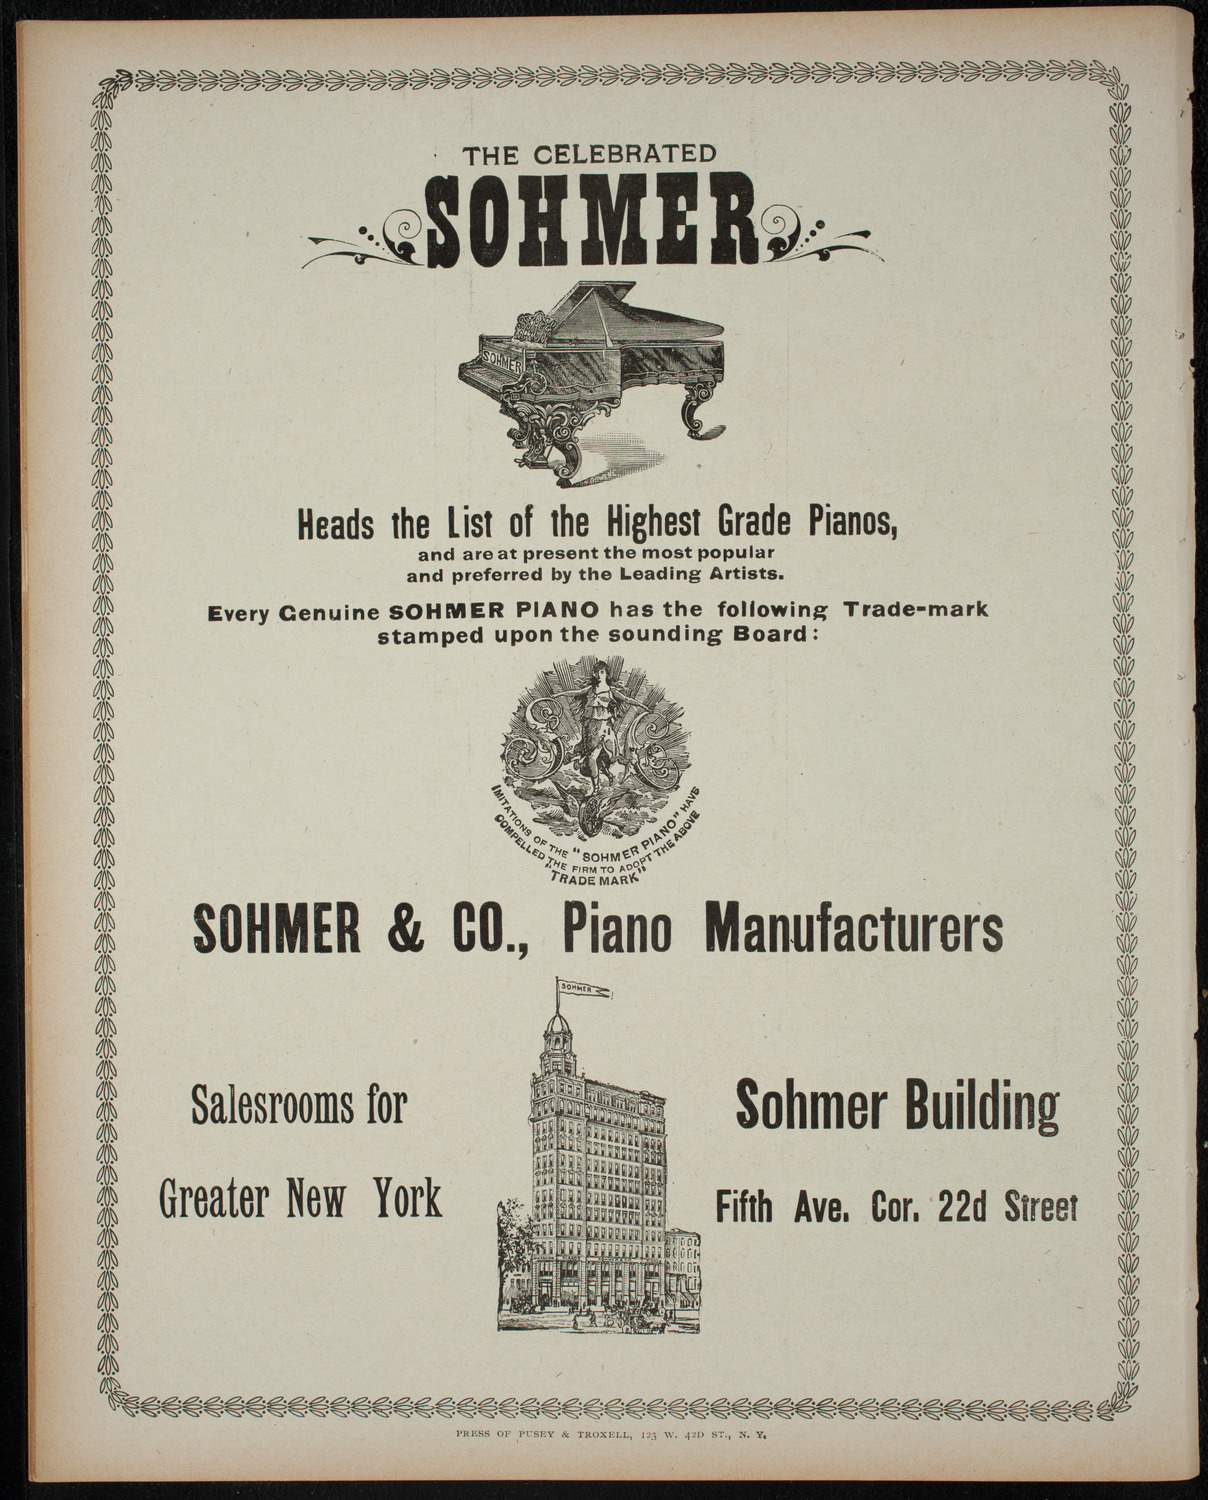 THE CELEBRATED
SOHMER
SOHMER
Heads the List of the Highest Grade Pianos,
and are at present the most popular
and preferred by the Leading Artists.
Every Genuine SOHMER PIANO has the following Trade-mark
stamped upon the sounding Board:
IMITATIONS OF THE "SOHMER PIANO" HAVE
COMPELLED THE FIRM TO ADOPT THE ABOVE
"TRADE MARK"
SOHMER & CO., Piano Manufacturers
SOHMER
Salesrooms for
Greater New York
Sohmer Building
Fifth Ave. Cor. 22d Street
PRESS OF PUSEY & TROXELL, 123 W. 42D ST., N. Y.